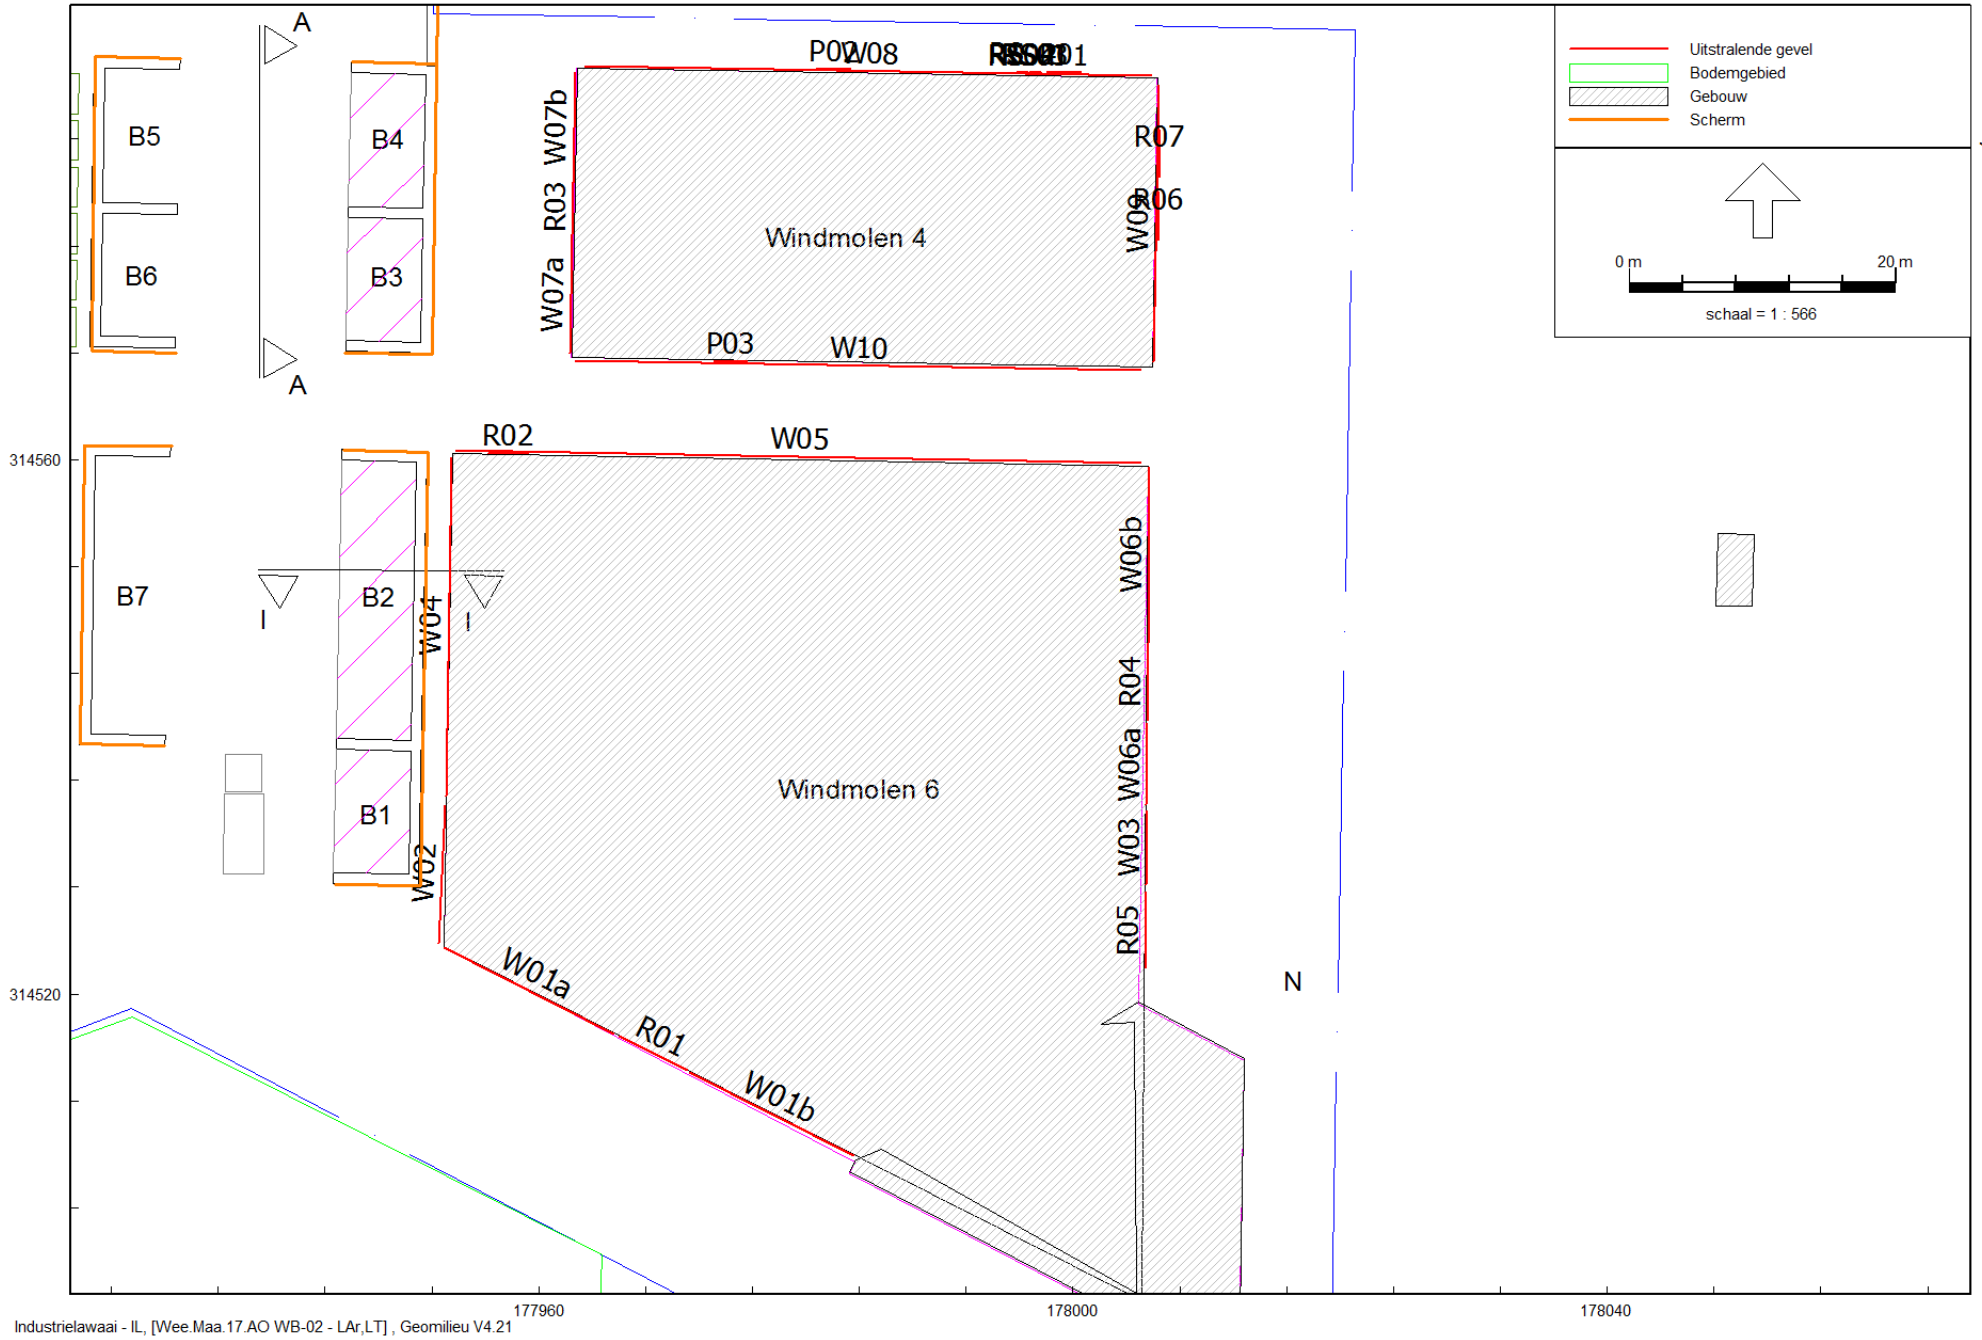 A
P02
W08
Uitstralende gevel
Bodemgebied
Gebouw
Scherm
B5
B4
W07b
R07
R03
R06
W09
Windmolen 4
B6
B3
W07a
0 m
20 m
schaal = 1 : 566
P03
W10
A
R02
W05
314560
W06b
B7
B2
W04
I
I
R04
W06a
Windmolen 6
B1
W03
W02
R05
W01a
N
314520
R01
W01b
177960
178000
178040
Industrielawaai - IL, [Wee.Maa.17.AO WB-02 - LAr,LT] , Geomilieu V4.21